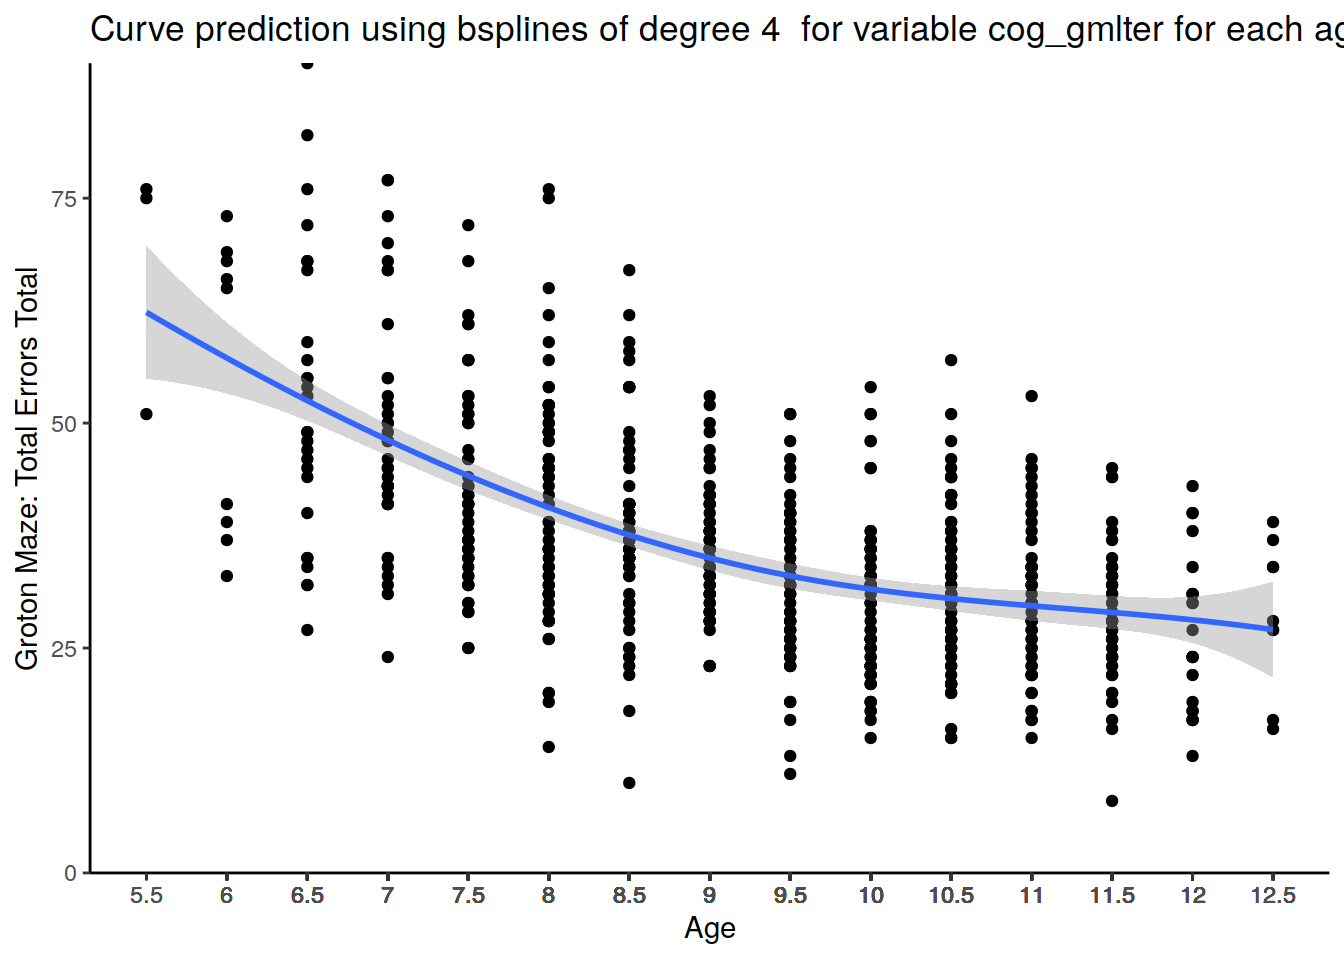 Curve prediction using bsplines of degree 4  for variable cog_gmlter for each ag
Groton Maze: Total Errors Total
75
50
25
0
5.5 6 6.5 7 7.5 8 8.5 9 9.5 10 10.5 11 11.5 12 12.5
Age